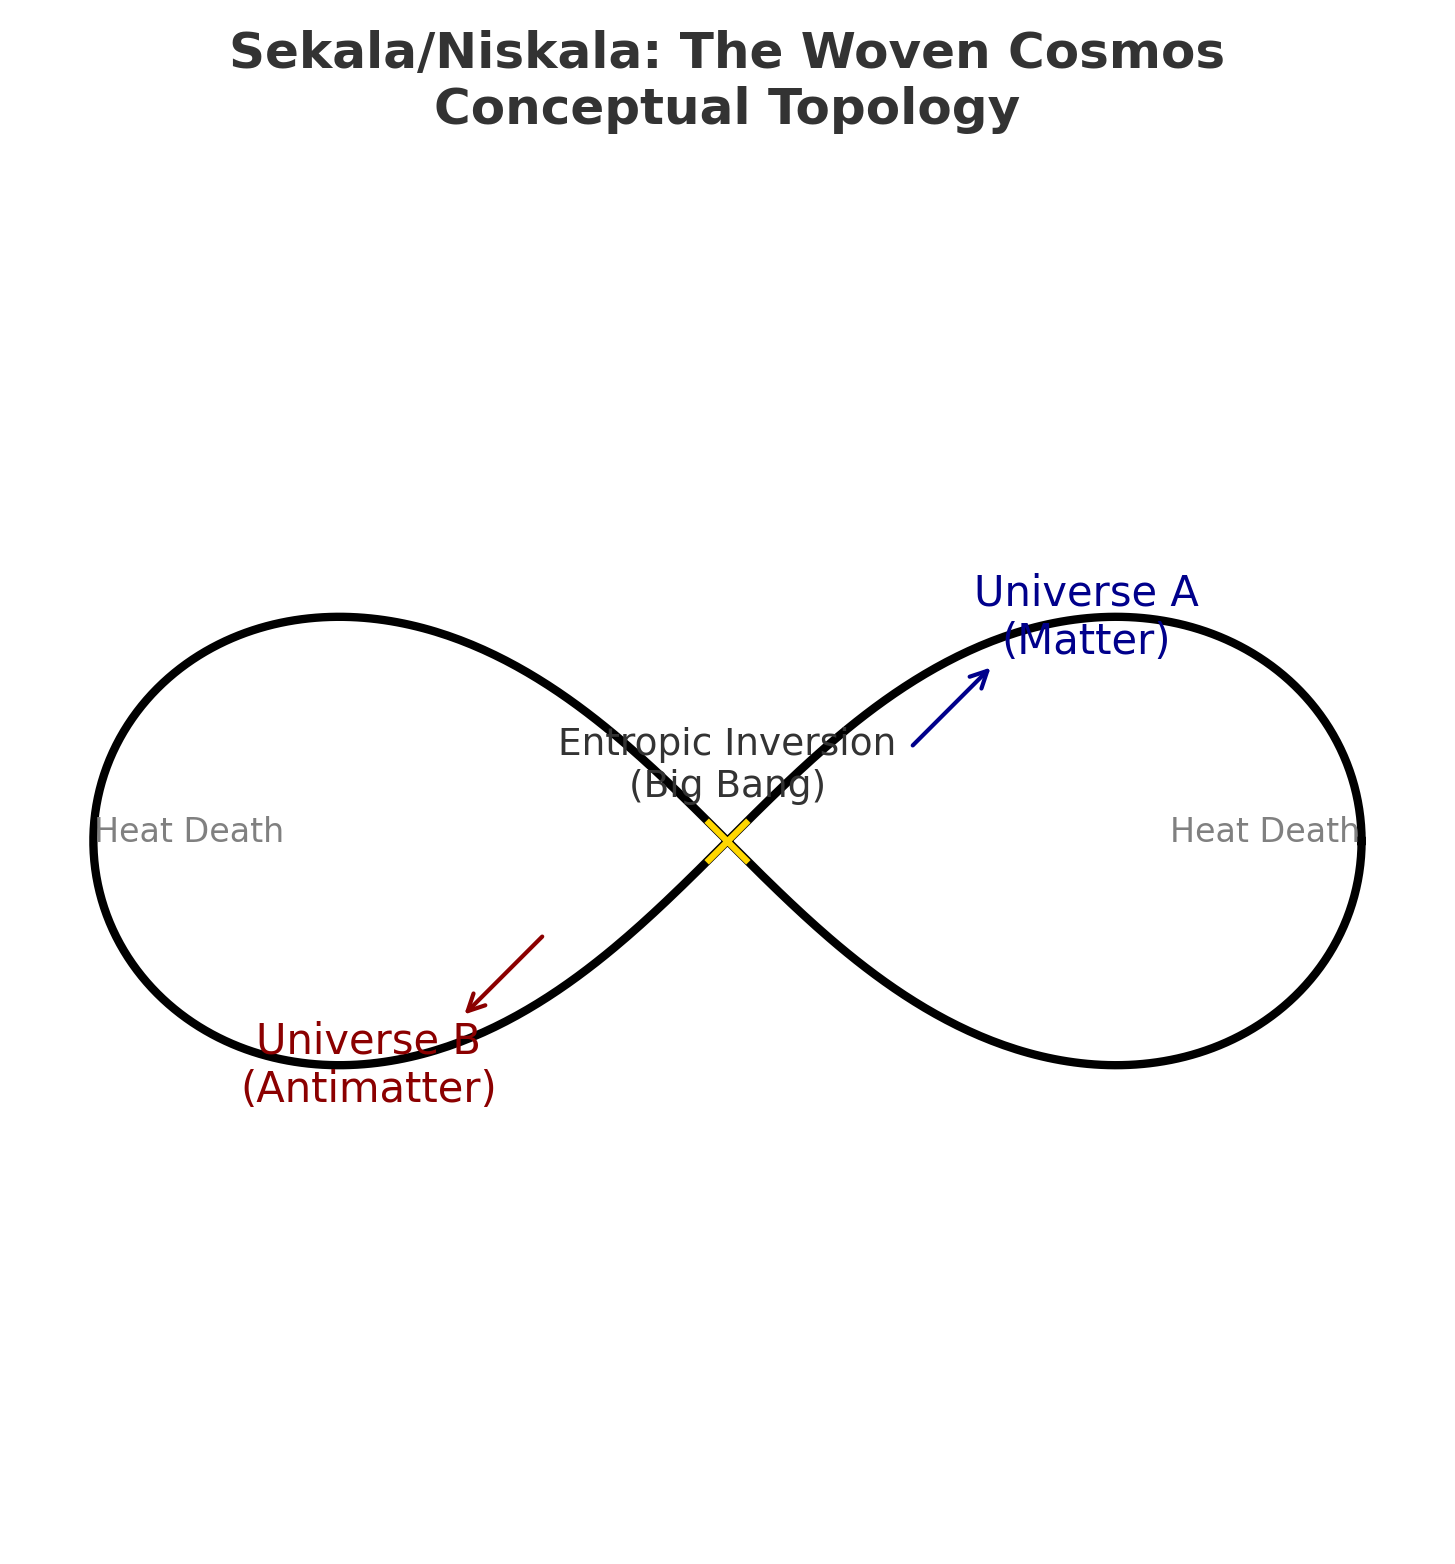 Sekala/Niskala: The Woven Cosmos
Conceptual Topology
Universe A
(Matter)
Entropic Inversion
(Big Bang)
Heat Death
Heat Death
Universe B
(Antimatter)